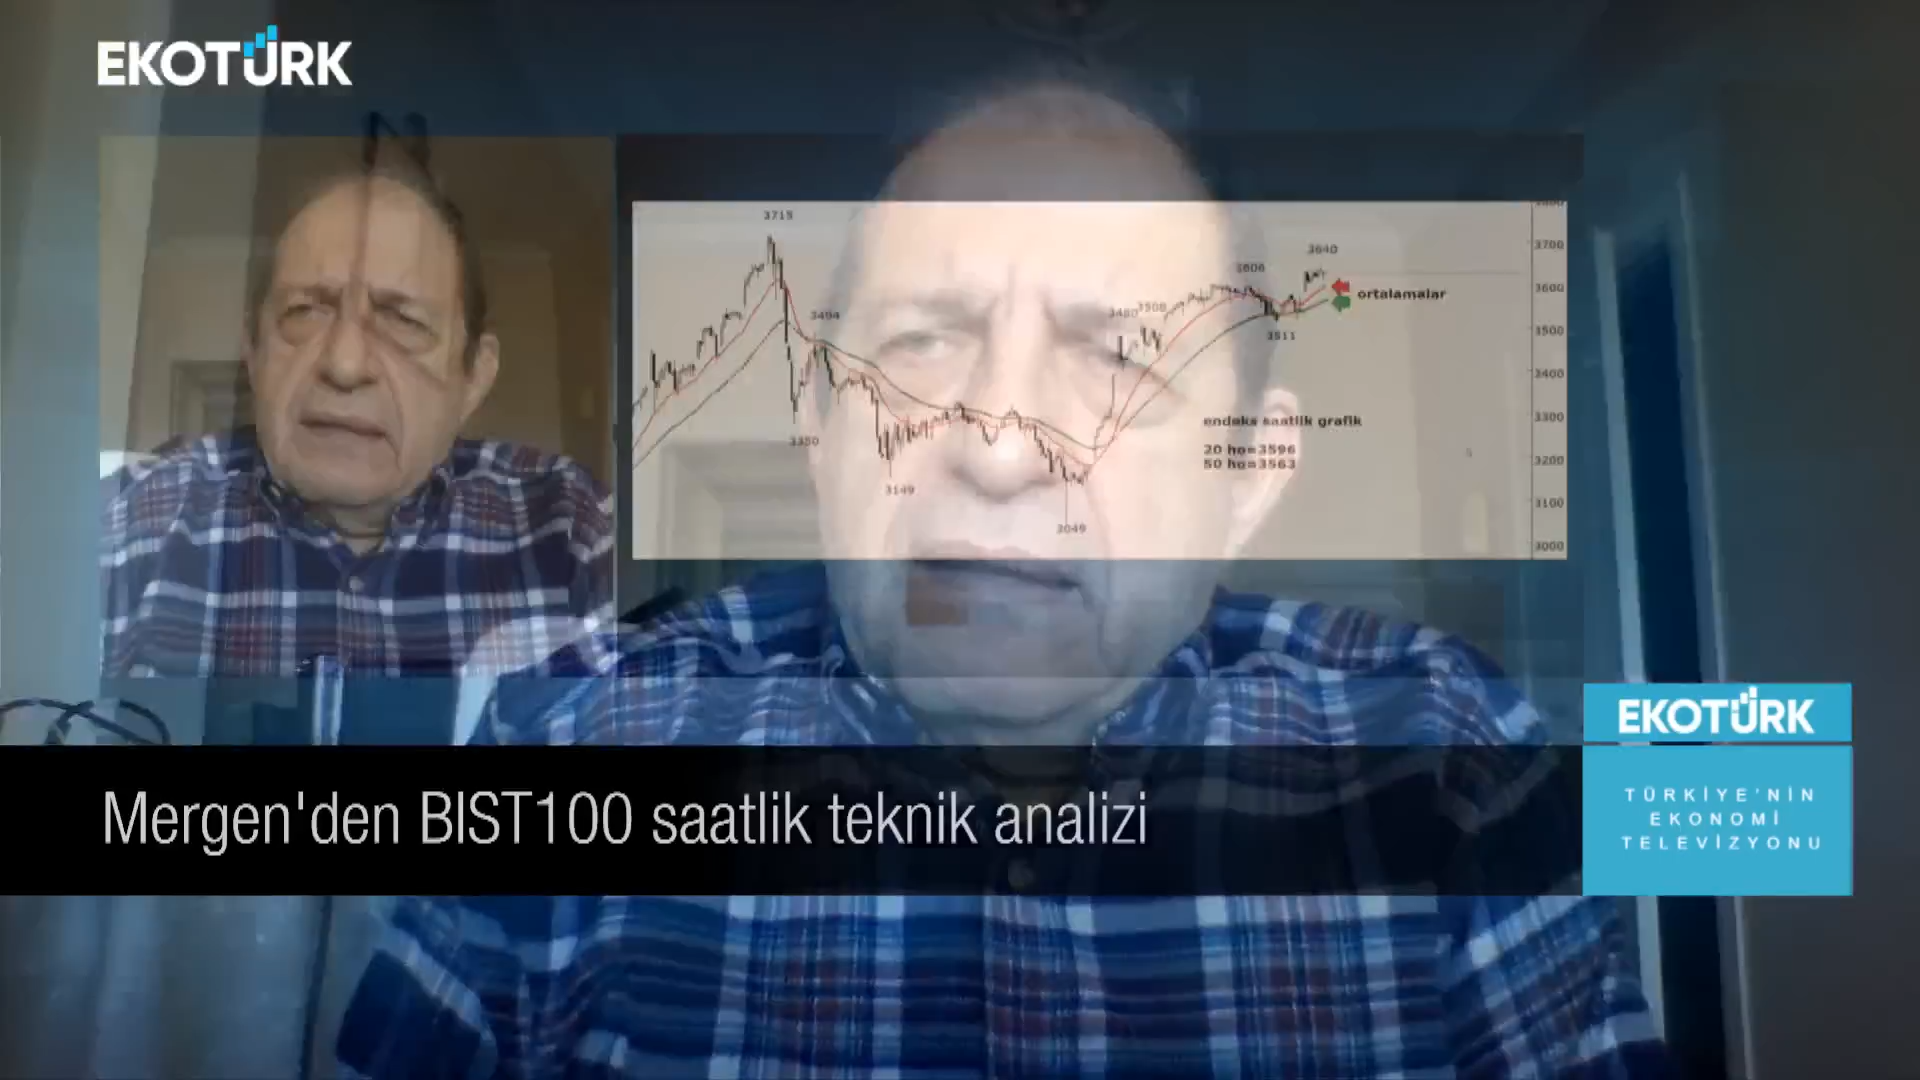 EKOTÜRK
3715
3800
3640
3700
3606
3600
ortalamalar
3494
3508
3480
3500
3511
3400
endeks saatlik grafik
3300
3350
20 ho=3596
3200
50 ho=3563
3149
3100
3049
3000
EKOTÜRK
Mergen'den BIST100 saatlik teknik analizi
TÜRKİYE'NİN
EKONOMİ
TELEVİZYONU